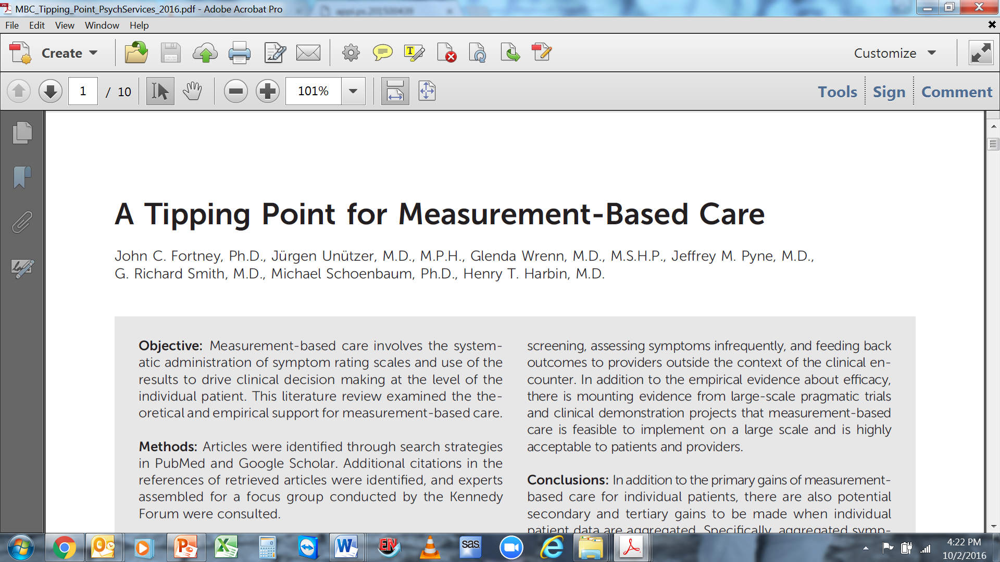 MBC_Tipping_Point_PsychServices_2016.pdf - Adobe Acrobat Pro
File Edit View Window Help
Create
Customize
1 / 10
101%
Tools Sign Comment
A Tipping Point for Measurement-Based Care
John C. Fortney, Ph.D., Jürgen Unützer, M.D., M.P.H., Glenda Wrenn, M.D., M.S.H.P., Jeffrey M. Pyne, M.D.,
G. Richard Smith, M.D., Michael Schoenbaum, Ph.D., Henry T. Harbin, M.D.
Objective: Measurement-based care involves the system-
atic administration of symptom rating scales and use of the
results to drive clinical decision making at the level of the
individual patient. This literature review examined the the-
oretical and empirical support for measurement-based care.
Methods: Articles were identified through search strategies
in PubMed and Google Scholar. Additional citations in the
references of retrieved articles were identified, and experts
assembled for a focus group conducted by the Kennedy
Forum were consulted.
screening, assessing symptoms infrequently, and feeding back
outcomes to providers outside the context of the clinical en-
counter. In addition to the empirical evidence about efficacy,
there is mounting evidence from large-scale pragmatic trials
and clinical demonstration projects that measurement-based
care is feasible to implement on a large scale and is highly
acceptable to patients and providers.
Conclusions: In addition to the primary gains of measurement-
based care for individual patients, there are also potential
secondary and tertiary gains to be made when individual
patient data are aggregated. Specifically, aggregated symp-
sas
EN
4:22 PM
10/2/2016